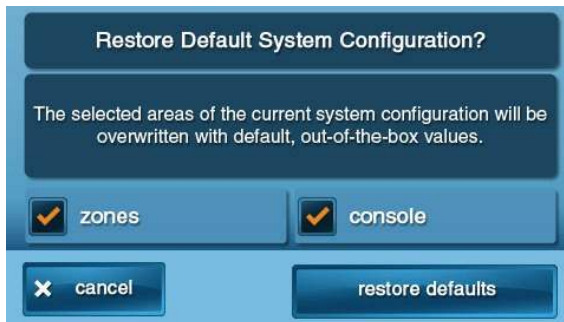 Restore Default System Configuration?
The selected areas of the current system configuration will be
overwritten with default, out-of-the-box values.
zones
console
cancel
restore defaults